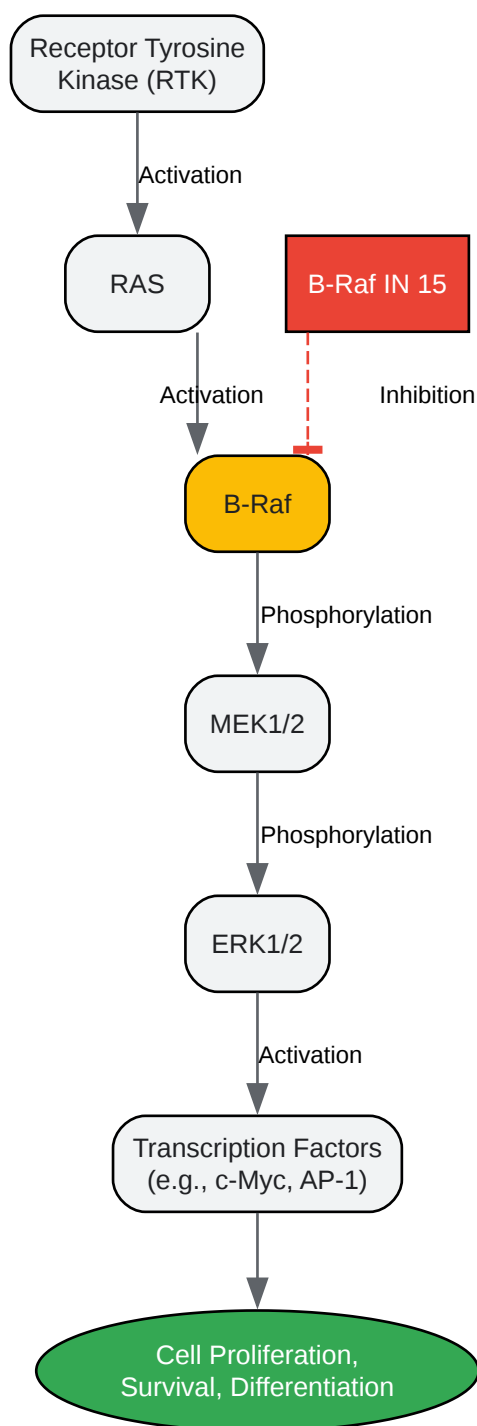 Receptor Tyrosine
Kinase (RTK)
Activation
RAS
B-Raf IN 15
Activation
Inhibition
B-Raf
Phosphorylation
MEK1/2
Phosphorylation
ERK1/2
Activation
Transcription Factors
(e.g., c-Myc, AP-1)
Cell Proliferation,
Survival, Differentiation